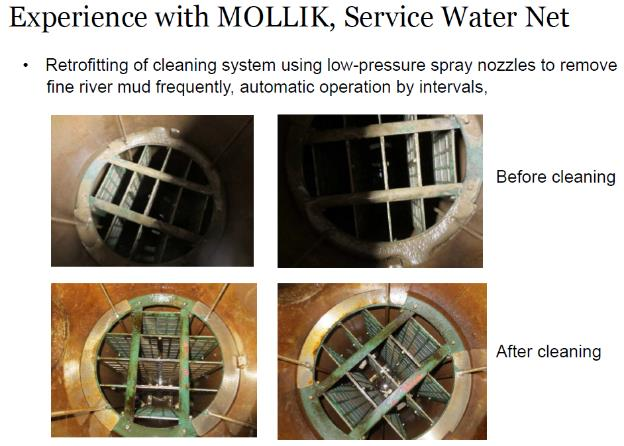 Experience with MOLLIK, Service Water Net
• Retrofitting of cleaning system using low-pressure spray nozzles to remove
fine river mud frequently, automatic operation by intervals,
Before cleaning
After cleaning